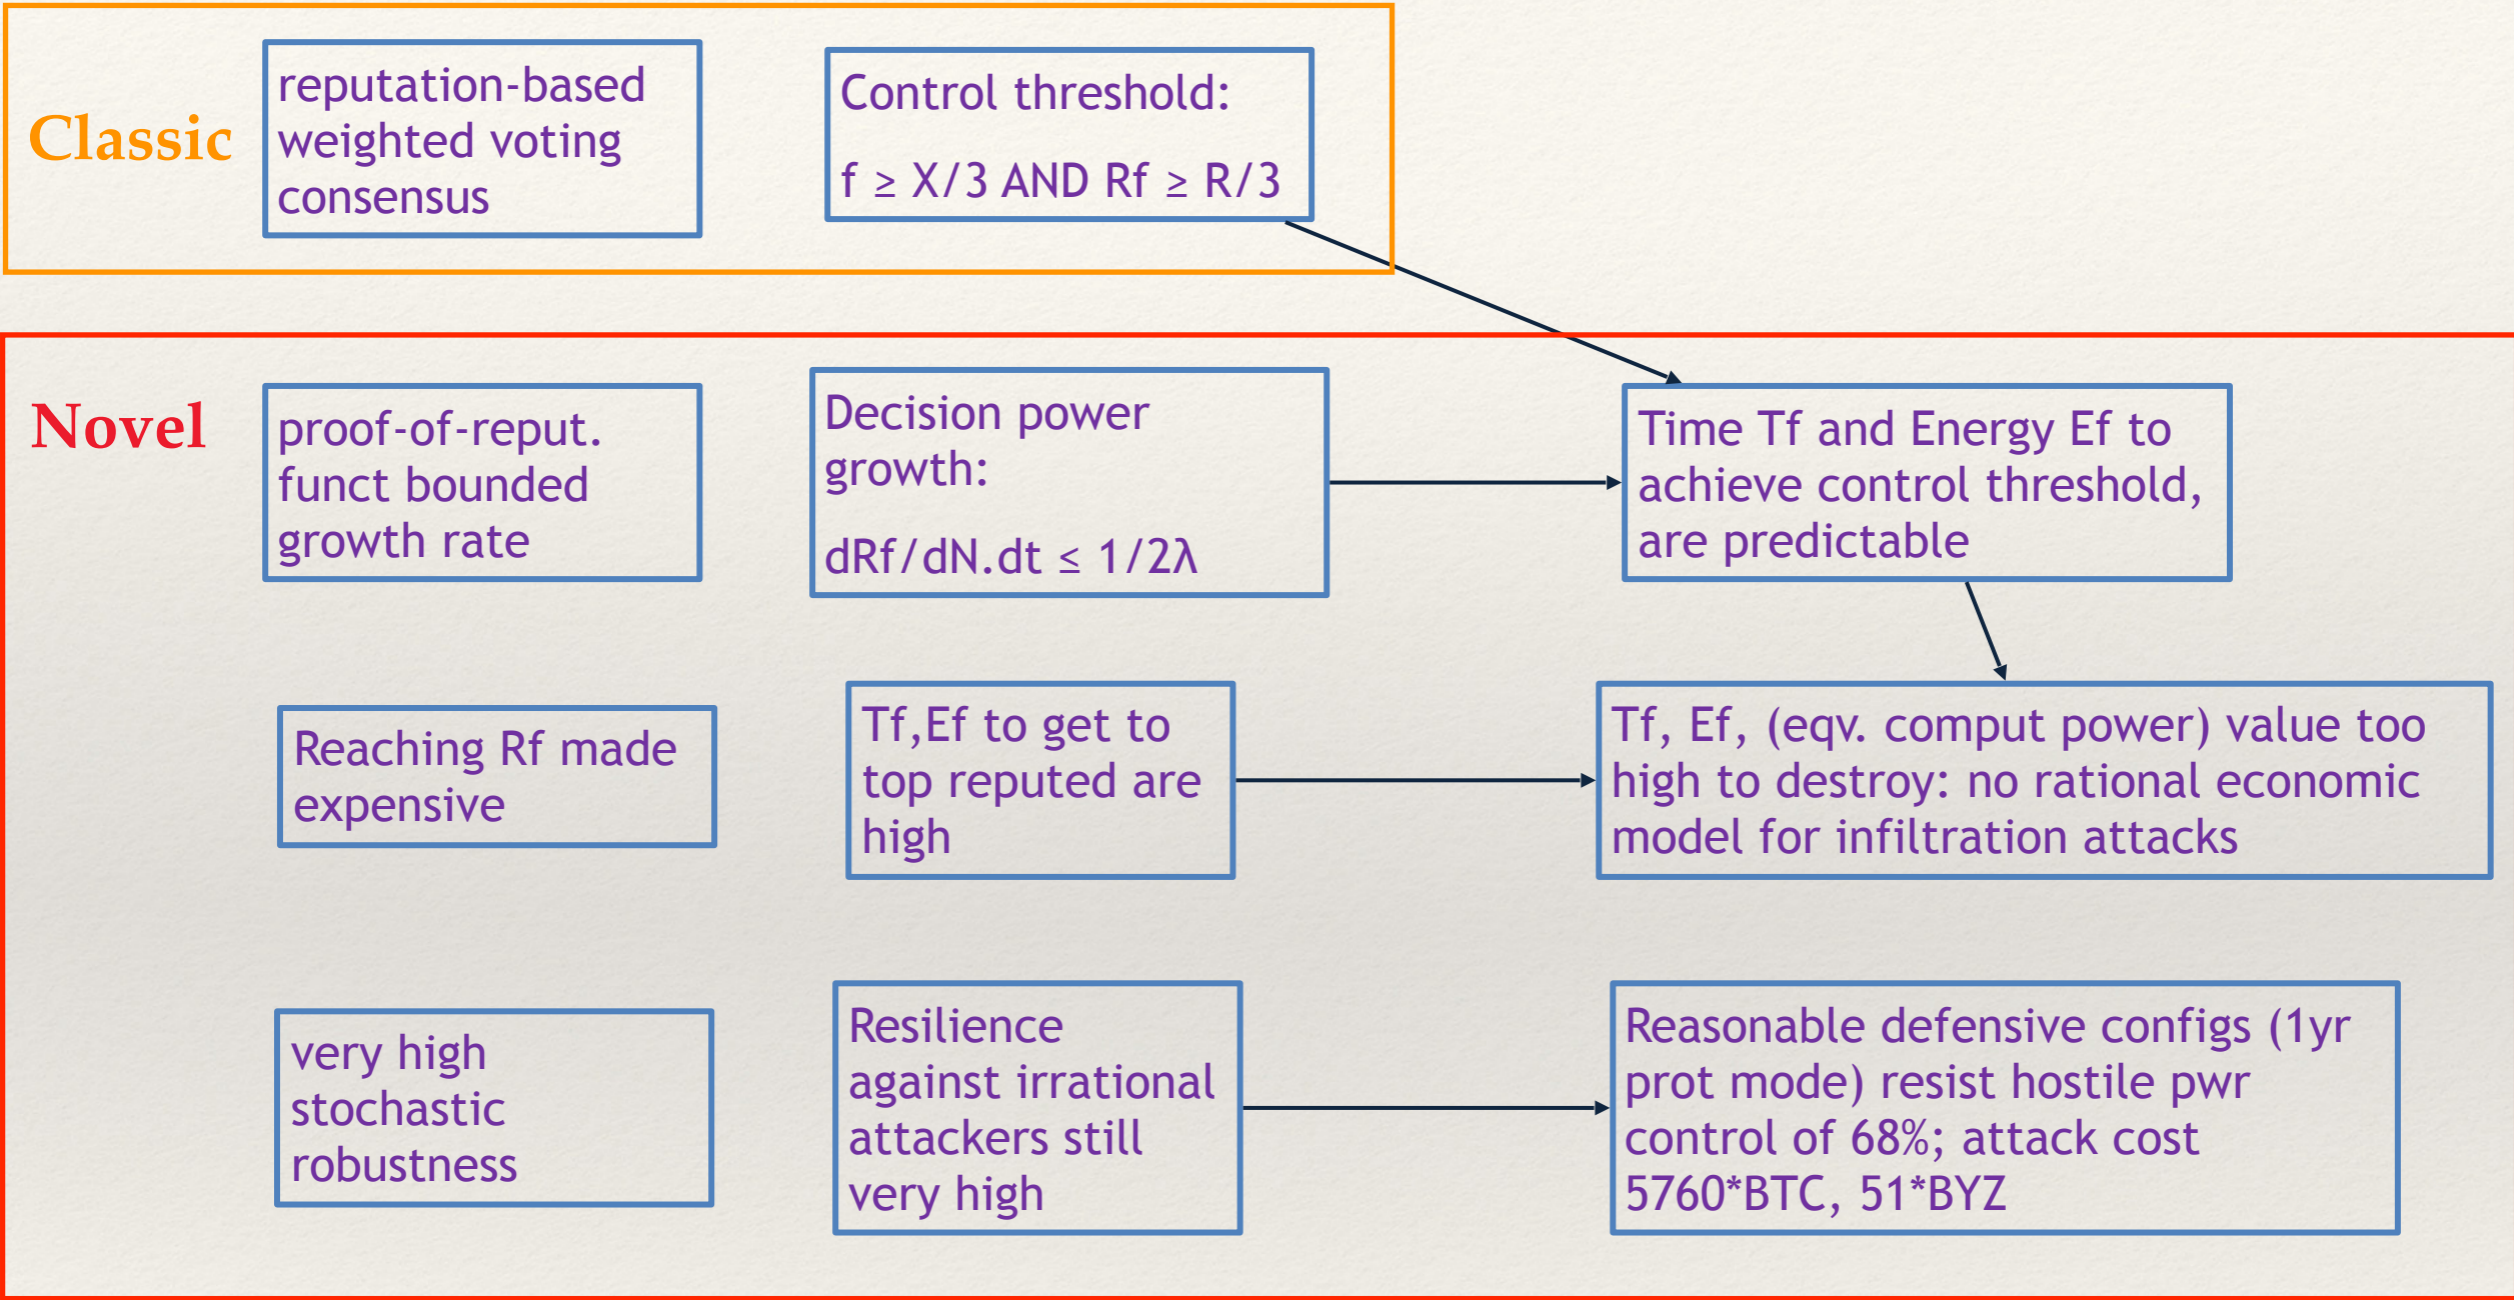 Classic
reputation-based
weighted voting
consensus
Control threshold:
f ≥ X/3 AND Rf ≥ R/3
Novel
proof-of-reput.
funct bounded
growth rate
Decision power
growth:
dRf/dN.dt ≤ 1/2λ
Time Tf and Energy Ef to
achieve control threshold,
are predictable
Reaching Rf made
expensive
Tf,Ef to get to
top reputed are
high
Tf, Ef, (eqv. comput power) value too
high to destroy: no rational economic
model for infiltration attacks
very high
stochastic
robustness
Resilience
against irrational
attackers still
very high
Reasonable defensive configs (1yr
prot mode) resist hostile pwr
control of 68%; attack cost
5760*BTC, 51*BYZ